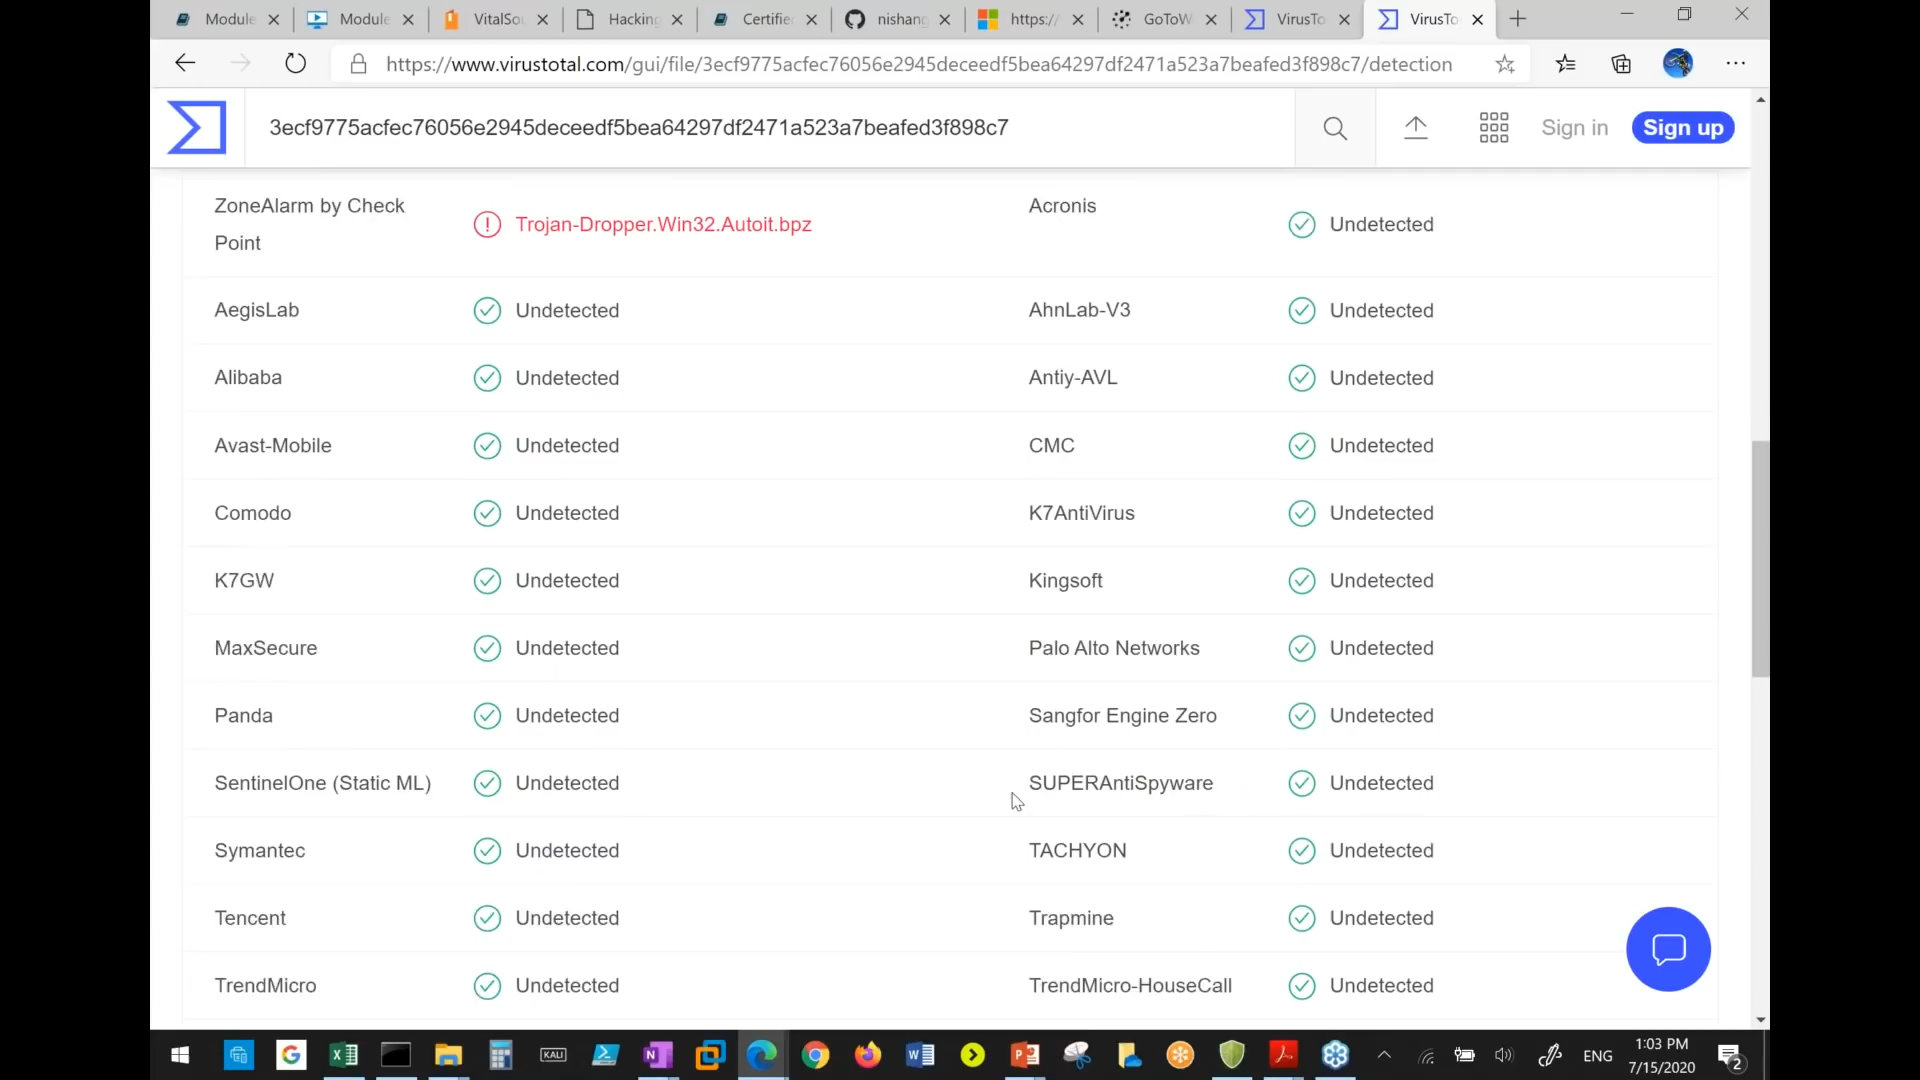 Module
Module
VitalSou
Hacking
Certified
nishang
https://
GoToW
VirusTo
VirusTo
https://www.virustotal.com/gui/file/3ecf9775acfec76056e2945deceedf5bea64297df2471a523a7beafed3f898c7/detection
3ecf9775acfec76056e2945deceedf5bea64297df2471a523a7beafed3f898c7
Sign in
Sign up
ZoneAlarm by Check
Point
Trojan-Dropper.Win32.Autoit.bpz
Acronis
Undetected
AegisLab
Undetected
AhnLab-V3
Undetected
Alibaba
Undetected
Antiy-AVL
Undetected
Avast-Mobile
Undetected
CMC
Undetected
Comodo
Undetected
K7AntiVirus
Undetected
K7GW
Undetected
Kingsoft
Undetected
MaxSecure
Undetected
Palo Alto Networks
Undetected
Panda
Undetected
Sangfor Engine Zero
Undetected
SentinelOne (Static ML)
Undetected
SUPERAntiSpyware
Undetected
Symantec
Undetected
TACHYON
Undetected
Tencent
Undetected
Trapmine
Undetected
TrendMicro
Undetected
TrendMicro-HouseCall
Undetected
KALI
ENG
1:03 PM
7/15/2020
2